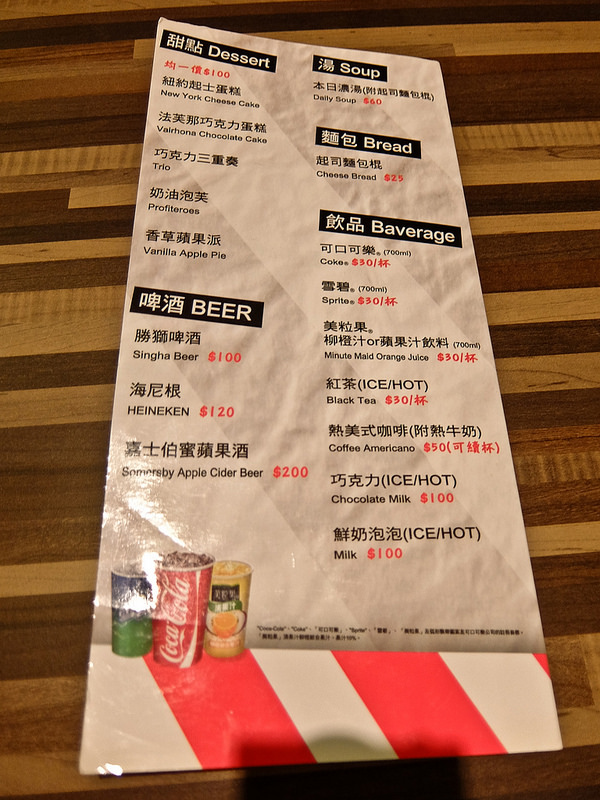 甜點 Dessert
均一價$100
紐約起士蛋糕
New York Cheese Cake
法芙那巧克力蛋糕
Valrhona Chocolate Cake
巧克力三重奏
Trio
奶油泡芙
Profiteroes
香草蘋果派
Vanilla Apple Pie
啤酒 BEER
勝獅啤酒
Singha Beer $100
海尼根
HEINEKEN $120
嘉士伯蜜蘋果酒
Somersby Apple Cider Beer $200
湯 Soup
本日濃湯(附起司麵包棍)
Daily Soup $60
麵包 Bread
起司麵包棍
Cheese Bread $25
飲品 Baverage
可口可樂® (700ml)
Coke® $30/杯
雪碧® (700ml)
Sprite® $30/杯
美粒果®
柳橙汁or蘋果汁飲料 (700ml)
Minute Maid Orange Juice $30/杯
紅茶(ICE/HOT)
Black Tea $30/杯
熱美式咖啡(附熱牛奶)
Coffee Americano $50(可續杯)
巧克力(ICE/HOT)
Chocolate Milk $100
鮮奶泡泡(ICE/HOT)
Milk $100
Coca-Cola
美粒果